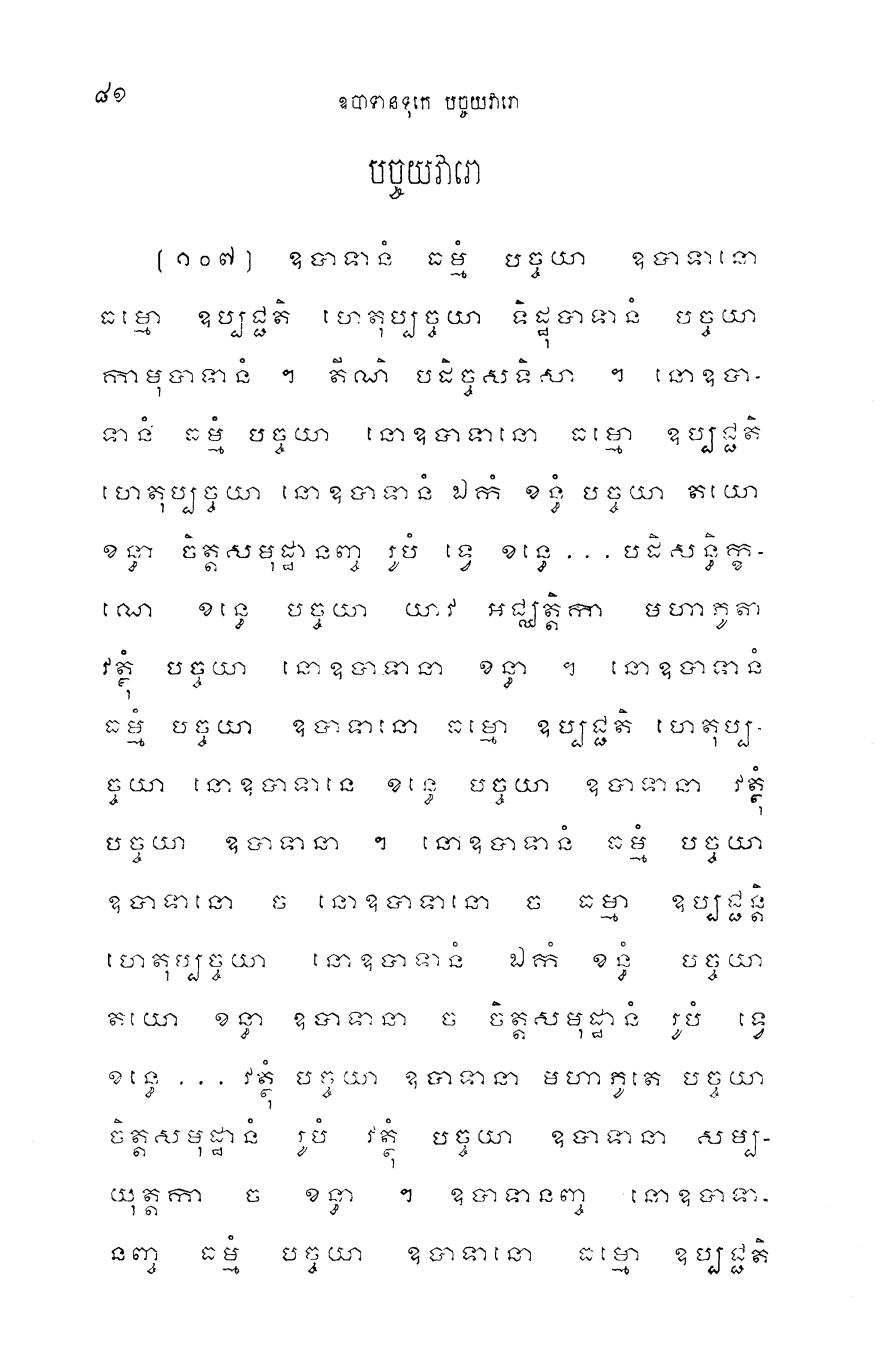 ៨១
ឧបាទានទុកេ បច្ចយវារោ
បច្ចយវារោ
[១០៧] ឧបាទានំ ធម្មំ បច្ចយា ឧបាទានោ
ធម្មោ ឧប្បជ្ជតិ ហេតុប្បច្ចយា ទិដ្ឋុបាទានំ បច្ចយា
កាមុបាទានំ ។ តីណិ បដិច្ចសទិសា ។ នោឧបា-
ទានំ ធម្មំ បច្ចយា នោឧបាទានោ ធម្មោ ឧប្បជ្ជតិ
ហេតុប្បច្ចយា នោឧបាទានំ ឯកំ ខន្ធំ បច្ចយា តយោ
ខន្ធា ចិត្តសមុដ្ឋានញ្ច រូបំ ទ្វេ ខន្ធេ ... បដិសន្ធិក្ខ-
ណេ ខន្ធេ បច្ចយា យាវ អជ្ឈត្តិកា មហាភូតា
វត្ថុំ បច្ចយា នោឧបាទានា ខន្ធា ។ នោឧបាទានំ
ធម្មំ បច្ចយា ឧបាទានោ ធម្មោ ឧប្បជ្ជតិ ហេតុប្ប-
ច្ចយា នោឧបាទានេ ខន្ធេ បច្ចយា ឧបាទានា វត្ថុំ
បច្ចយា ឧបាទានា ។ នោឧបាទានំ ធម្មំ បច្ចយា
ឧបាទានោ ច នោឧបាទានោ ច ធម្មា ឧប្បជ្ជន្តិ
ហេតុប្បច្ចយា នោឧបាទានំ ឯកំ ខន្ធំ បច្ចយា
តយោ ខន្ធា ឧបាទានា ច ចិត្តសមុដ្ឋានំ រូបំ ទ្វេ
ខន្ធេ ... វត្ថុំ បច្ចយា ឧបាទានា មហាភូតេ បច្ចយា
ចិត្តសមុដ្ឋានំ រូបំ វត្ថុំ បច្ចយា ឧបាទានា សម្ប-
យុត្តកា ច ខន្ធា ។ ឧបាទានញ្ច នោឧបាទា-
នញ្ច ធម្មំ បច្ចយា ឧបាទានោ ធម្មោ ឧប្បជ្ជតិ